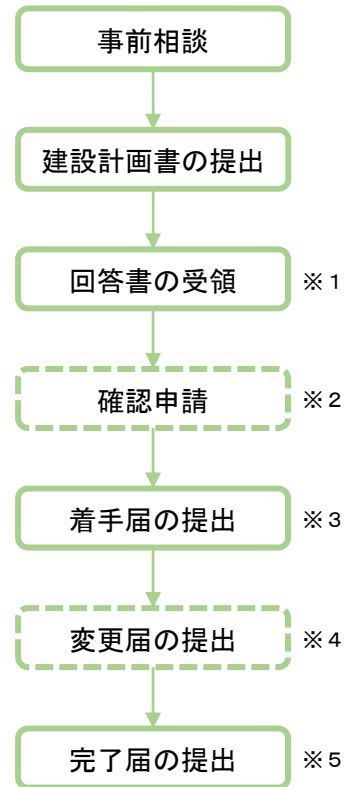 事前相談
建設計画書の提出
回答書の受領 ※1
確認申請 ※2
着手届の提出 ※3
変更届の提出 ※4
完了届の提出 ※5